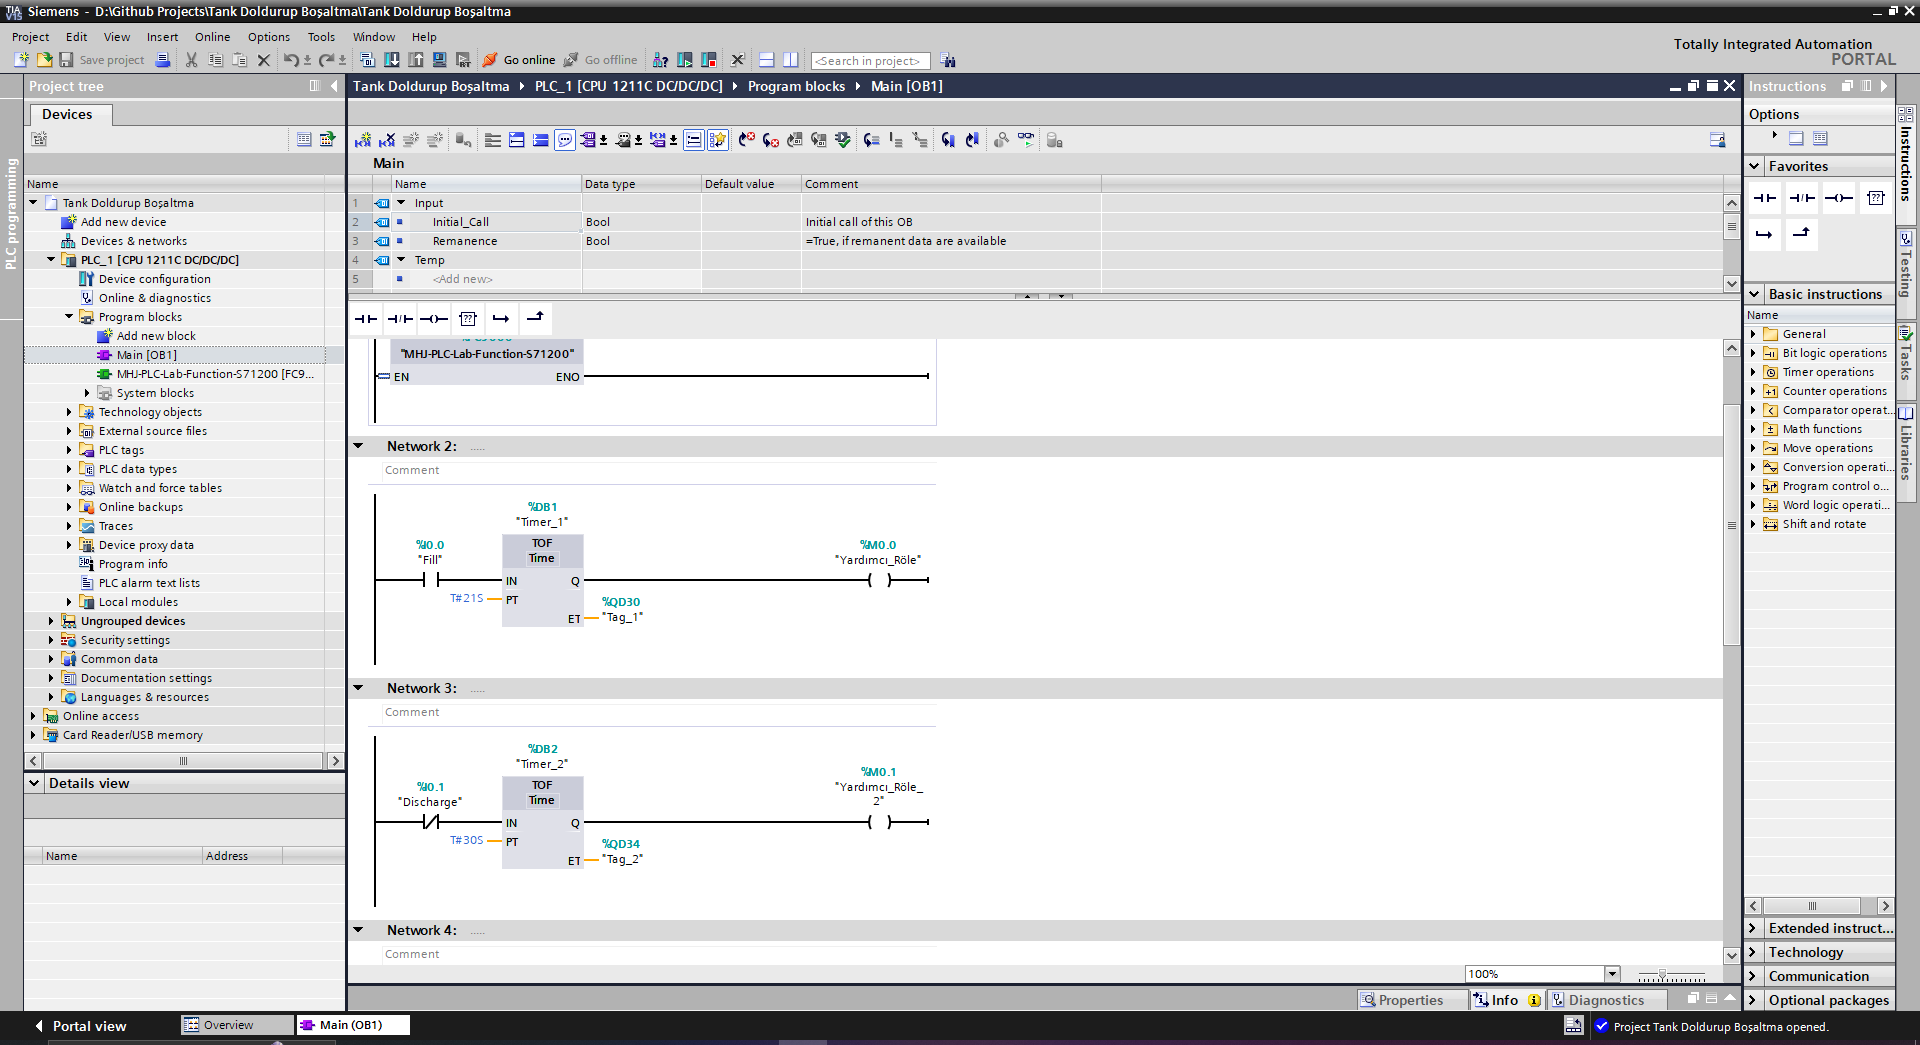 Siemens - D:\Github Projects\Tank Doldurup Boşaltma\Tank Doldurup Boşaltma
Project Edit View Insert Online Options Tools Window Help
Totally Integrated Automation
PORTAL
Save project Go online Go offline <Search in project>
Project tree
Devices
PLC programming
Name
Tank Doldurup Boşaltma
Add new device
Devices & networks
PLC_1 [CPU 1211C DC/DC/DC]
Device configuration
Online & diagnostics
Program blocks
Add new block
Main [OB1]
MHJ-PLC-Lab-Function-S71200 [FC9...
System blocks
Technology objects
External source files
PLC tags
PLC data types
Watch and force tables
Online backups
Traces
Device proxy data
Program info
PLC alarm text lists
Local modules
Ungrouped devices
Security settings
Common data
Documentation settings
Languages & resources
Online access
Card Reader/USB memory
Details view
Name Address
Tank Doldurup Boşaltma PLC_1 [CPU 1211C DC/DC/DC] Program blocks Main [OB1]
Main
Name Data type Default value Comment
1 Input
2 Initial_Call Bool Initial call of this OB
3 Remanence Bool =True, if remanent data are available
4 Temp
5 <Add new>
"MHJ-PLC-Lab-Function-S71200"
EN ENO
Network 2: .....
Comment
%DB1
"Timer_1"
%I0.0 TOF %M0.0
"Fill" Time "Yardımcı_Röle"
IN Q
T#21S PT %QD30
ET "Tag_1"
Network 3: .....
Comment
%DB2
"Timer_2"
%I0.1 TOF %M0.1
"Discharge" Time "Yardımcı_Röle_
2"
IN Q
T#30S PT %QD34
ET "Tag_2"
Network 4: .....
Comment
100%
Properties Info Diagnostics
Instructions
Options
Favorites
Basic instructions
Name
General
Bit logic operations
Timer operations
Counter operations
Comparator operat...
Math functions
Move operations
Conversion operati...
Program control o...
Word logic operati...
Shift and rotate
Extended instruct...
Technology
Communication
Optional packages
Instructions
Testing
Tasks
Libraries
Portal view Overview Main (OB1) Project Tank Doldurup Boşaltma opened.